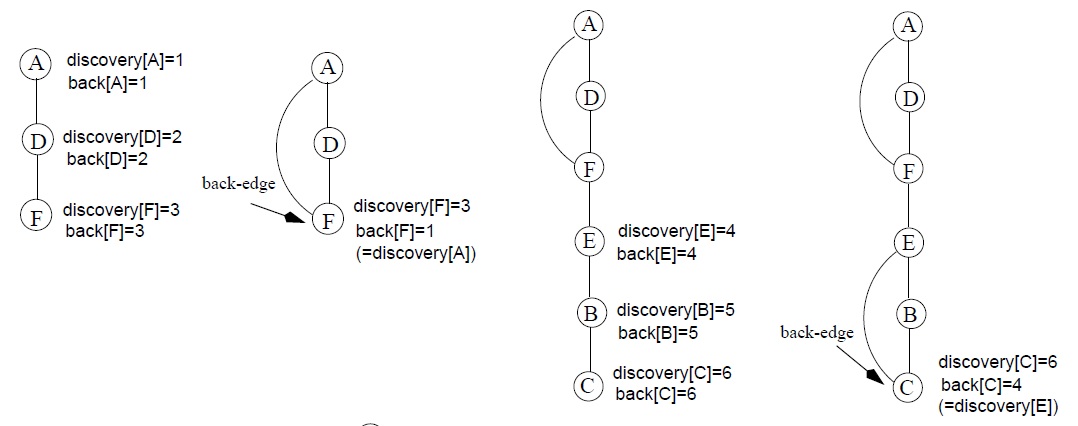 A
discovery[A]=1
back[A]=1
D
discovery[D]=2
back[D]=2
F
discovery[F]=3
back[F]=3
A
D
back-edge
F
discovery[F]=3
back[F]=1
(=discovery[A])
A
D
F
E
discovery[E]=4
back[E]=4
B
discovery[B]=5
back[B]=5
C
discovery[C]=6
back[C]=6
A
D
F
E
B
back-edge
C
discovery[C]=6
back[C]=4
(=discovery[E])